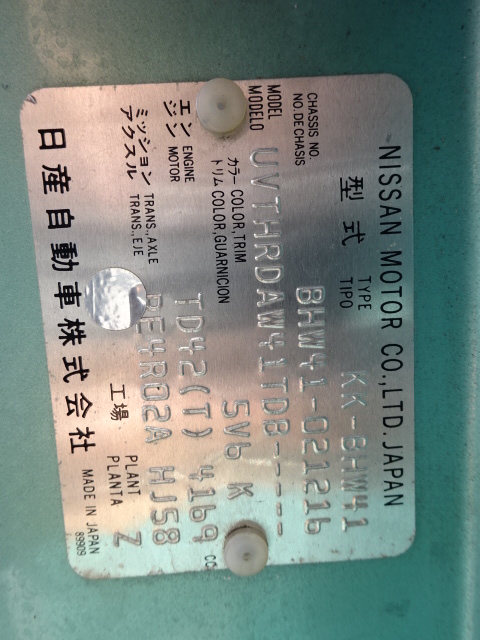 NISSAN MOTOR CO.,LTD. JAPAN
型式 TYPE TIPO KK-BHW41
CHASSIS NO. NO.DE CHASIS BHW41-021216
MODEL MODELO UVTHRDAW41TDB-----
カラー COLOR,TRIM トリム COLOR,GUARNICION 5V6 K
エンジン ENGINE MOTOR TD42(T) 4169 CC
ミッション TRANS.,AXLE アクスル TRANS.,EJE RE4R02A HJ58
工場 PLANT PLANTA Z
日産自動車株式会社 MADE IN JAPAN 89909